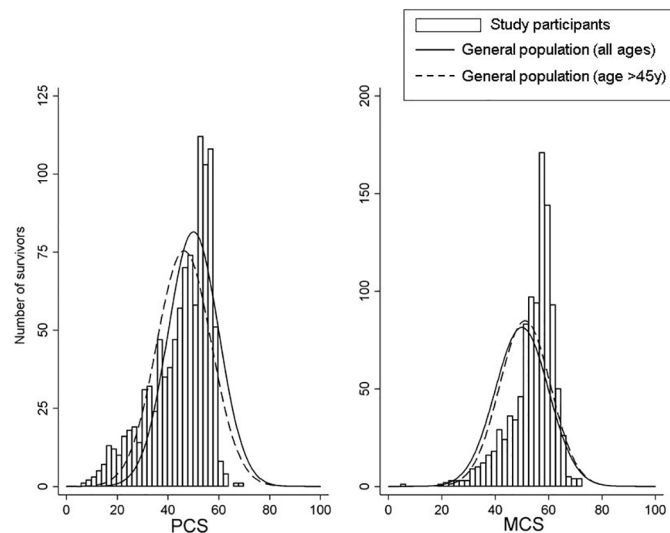 Study participants
General population (all ages)
General population (age >45y)
Number of survivors
125
100
75
50
25
0
0 20 40 60 80 100
PCS
200
150
100
50
0
0 20 40 60 80 100
MCS